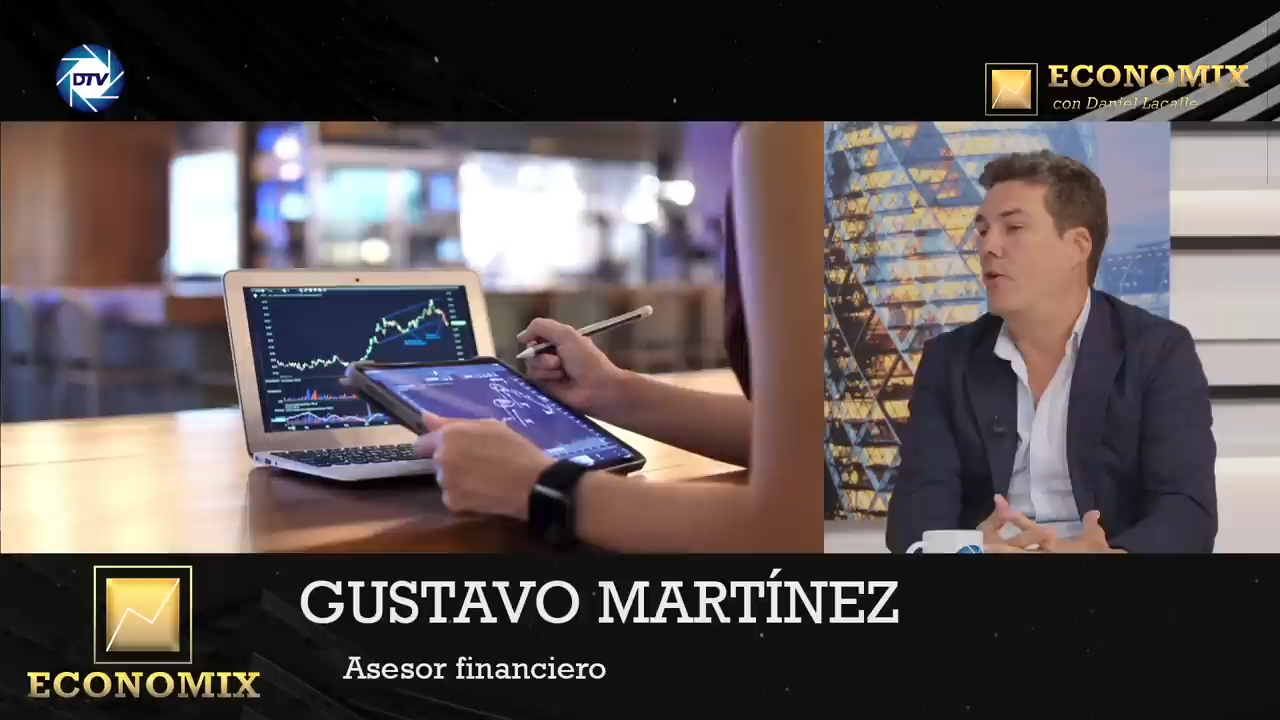 DTV
ECONOMIX
con Daniel Lacalle
GUSTAVO MARTÍNEZ
Asesor financiero
ECONOMIX